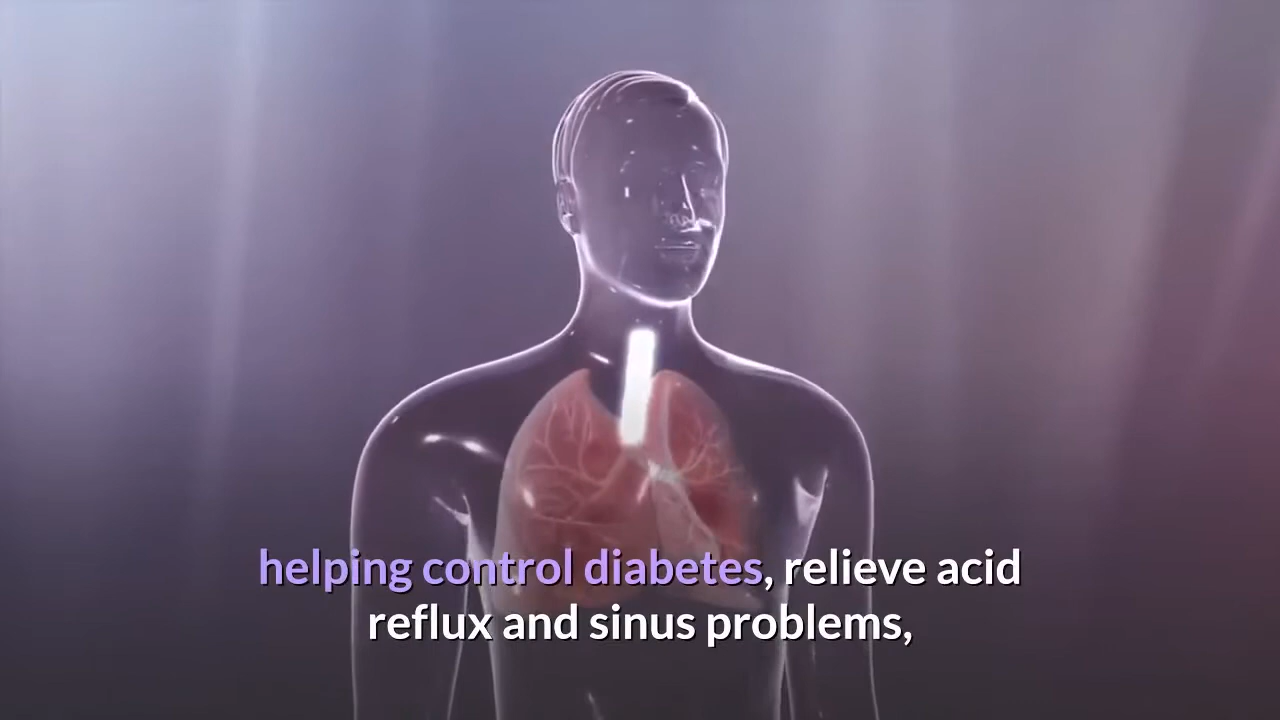 helping control diabetes, relieve acid
reflux and sinus problems,